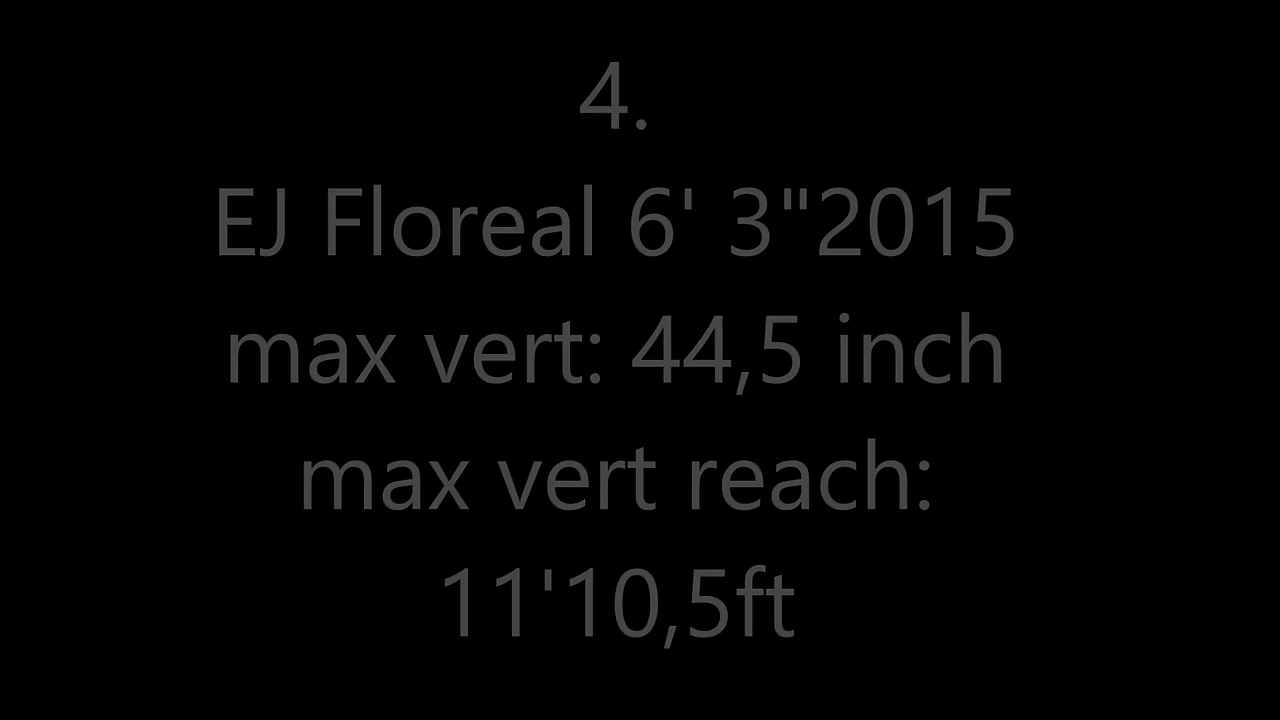 4.
EJ Floreal 6' 3"2015
max vert: 44,5 inch
max vert reach:
11'10,5ft